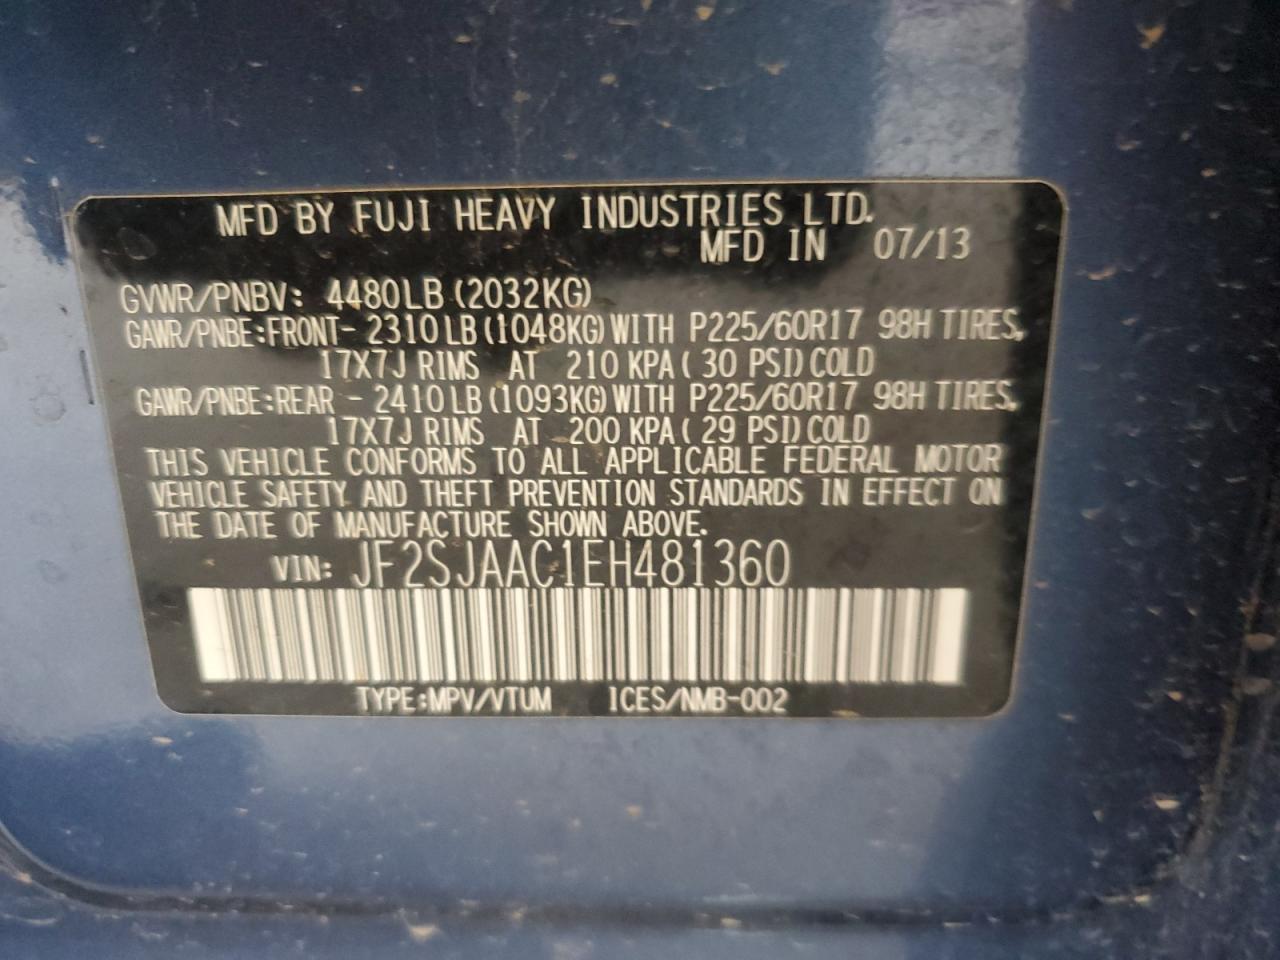 MFD BY FUJI HEAVY INDUSTRIES LTD.
MFD IN 07/13
GVWR/PNBV: 4480LB(2032KG)
GAWR/PNBE:FRONT- 2310LB(1048KG)WITH P225/60R17 98H TIRES,
17X7J RIMS AT 210 KPA( 30 PSI)COLD
GAWR/PNBE:REAR - 2410LB(1093KG)WITH P225/60R17 98H TIRES,
17X7J RIMS AT 200 KPA( 29 PSI)COLD
THIS VEHICLE CONFORMS TO ALL APPLICABLE FEDERAL MOTOR
VEHICLE SAFETY AND THEFT PREVENTION STANDARDS IN EFFECT ON
THE DATE OF MANUFACTURE SHOWN ABOVE.
VIN: JF2SJAAC1EH481360
TYPE:MPV/VTUM ICES/NMB-002